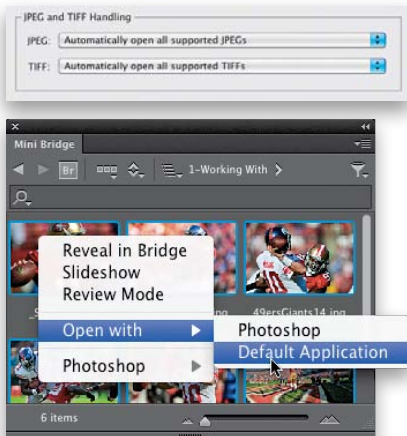 JPEG and TIFF Handling
JPEG: Automatically open all supported JPEGs
TIFF: Automatically open all supported TIFFs
Mini Bridge
Br 1-Working With
Reveal in Bridge
Slideshow
Review Mode
49ersGiants14.jpg
Open with
Photoshop
Default Application
Photoshop
6 items